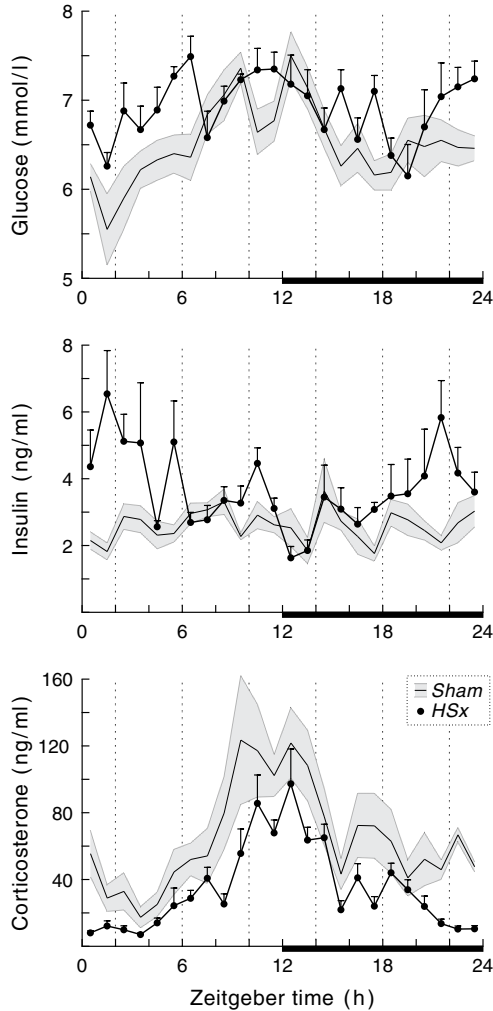 8
7
6
5
Glucose (mmol/l)
0 6 12 18 24
8
6
4
2
Insulin (ng/ml)
0 6 12 18 24
160
120
80
40
Corticosterone (ng/ml)
Sham
HSx
0 6 12 18 24
Zeitgeber time (h)